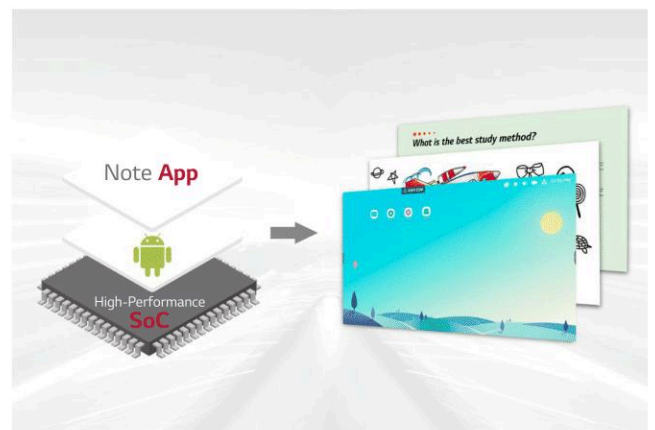 Note App
High-Performance
SoC
What is the best study method?